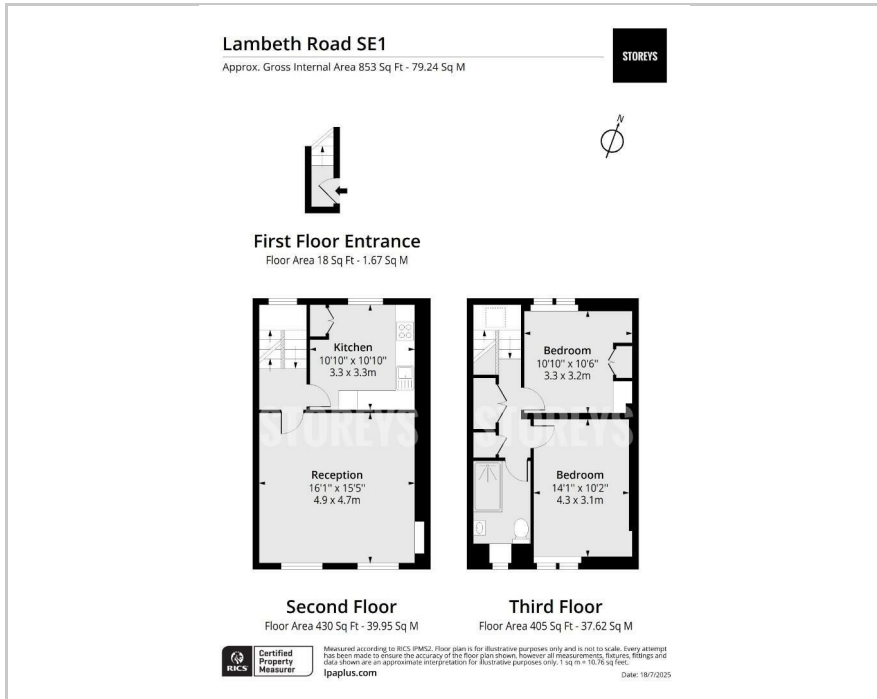 Lambeth Road SE1
Approx. Gross Internal Area 853 Sq Ft - 79.24 Sq M
STOREYS
N
First Floor Entrance
Floor Area 18 Sq Ft - 1.67 Sq M
Kitchen
10'10" x 10'10"
3.3 x 3.3m
Bedroom
10'10" x 10'6"
3.3 x 3.2m
STOREYS
STOREYS
Reception
16'1" x 15'5"
4.9 x 4.7m
Bedroom
14'1" x 10'2"
4.3 x 3.1m
Second Floor
Floor Area 430 Sq Ft - 39.95 Sq M
Third Floor
Floor Area 405 Sq Ft - 37.62 Sq M
RICS
Certified
Property
Measurer
Measured according to RICS IPMS2. Floor plan is for illustrative purposes only and is not to scale. Every attempt
has been made to ensure the accuracy of the floor plan shown, however all measurements, fixtures, fittings and
data shown are an approximate interpretation for illustrative purposes only. 1 sq m = 10.76 sq feet.
lpaplus.com
Date: 18/7/2025